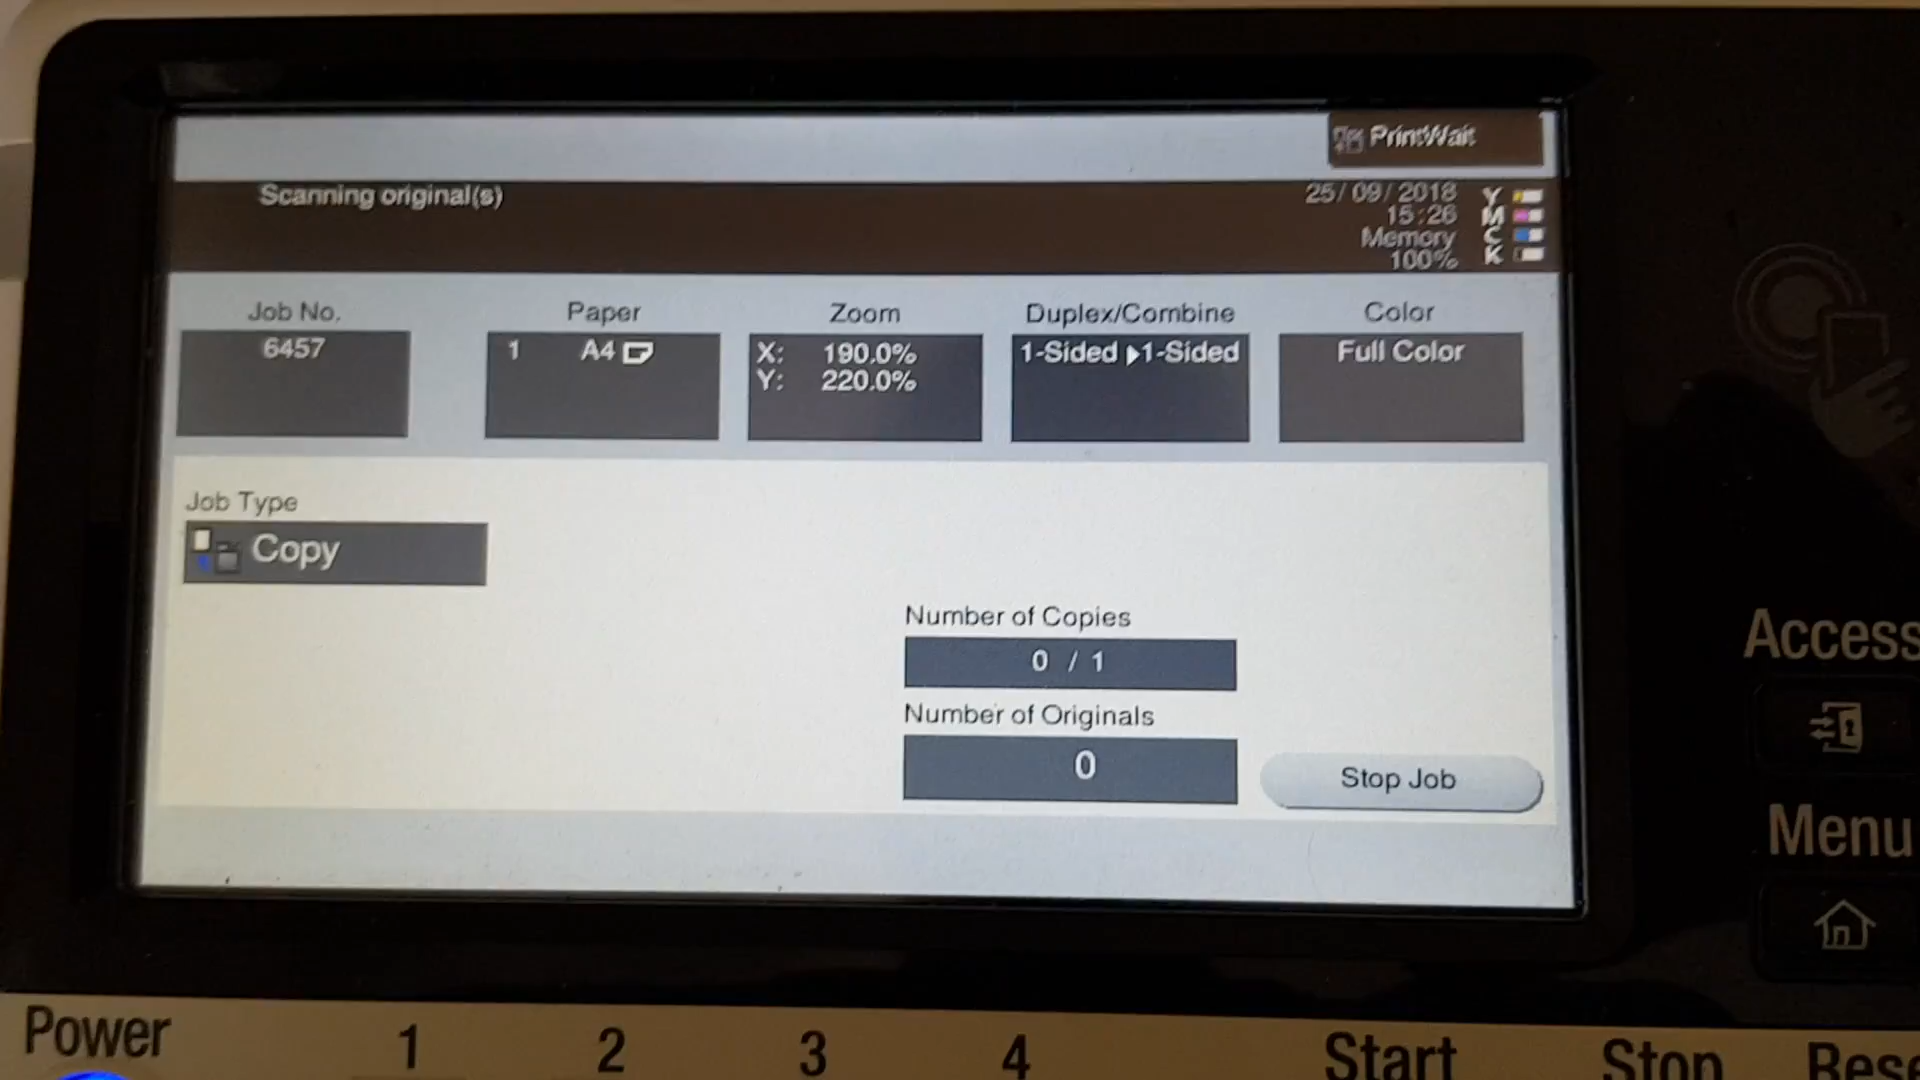 PrintWait
Scanning original(s)
25/09/2018
15:26
Memory
100%
Y
M
C
K
Job No.
6457
Paper
1 A4
Zoom
X: 190.0%
Y: 220.0%
Duplex/Combine
1-Sided ▶1-Sided
Color
Full Color
Job Type
Copy
Number of Copies
0 / 1
Number of Originals
0
Stop Job
Access
Menu
Power
1
2
3
4
Start
Stop
Rese